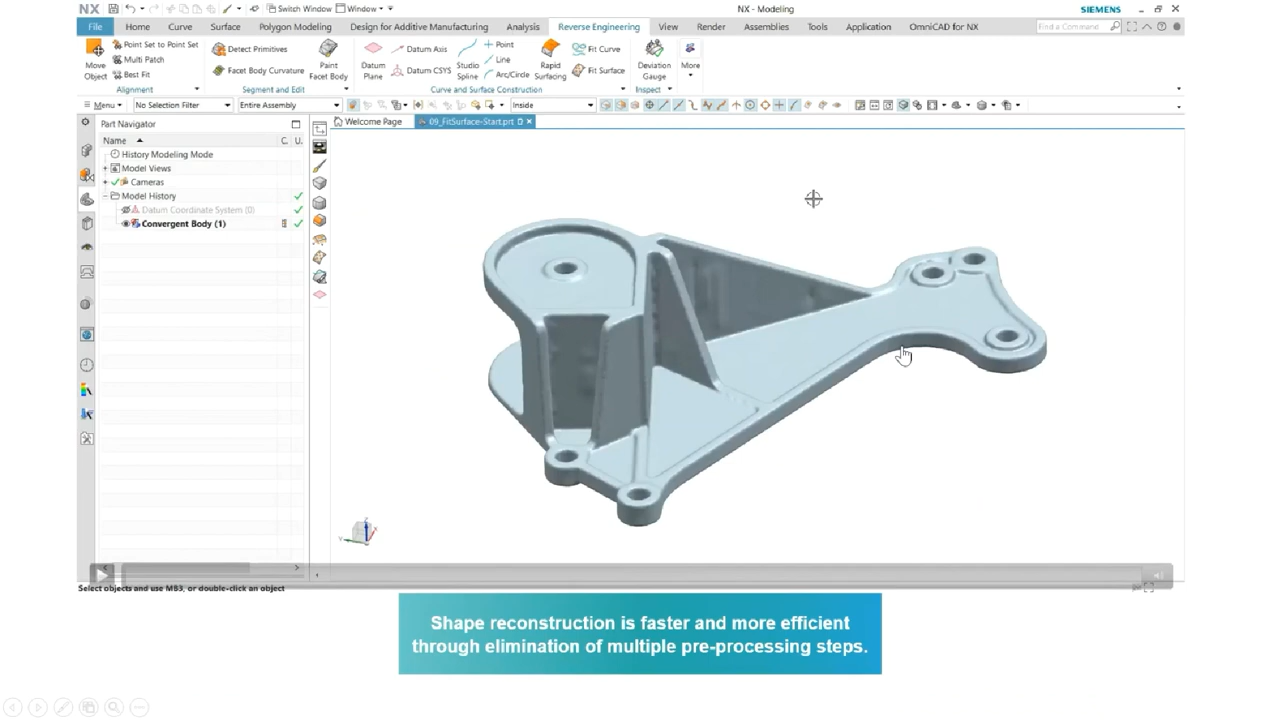 NX Switch Window Window NX - Modeling SIEMENS
File Home Curve Surface Polygon Modeling Design for Additive Manufacturing Analysis Reverse Engineering View Render Assemblies Tools Application OmniCAD for NX Find a Command
Move Object
Point Set to Point Set
Multi Patch
Best Fit
Alignment
Detect Primitives
Facet Body Curvature
Paint Facet Body
Segment and Edit
Datum Plane
Datum Axis
Datum CSYS
Studio Spline
Point
Line
Arc/Circle
Rapid Surfacing
Fit Curve
Fit Surface
Curve and Surface Construction
Deviation Gauge
Inspect
More
Menu No Selection Filter Entire Assembly Inside
Part Navigator
Welcome Page 09_FitSurface-Start.prt
Name C. U.
History Modeling Mode
Model Views
Cameras
Model History
Datum Coordinate System (0)
Convergent Body (1)
Select objects and use MB3, or double-click an object
Shape reconstruction is faster and more efficient
through elimination of multiple pre-processing steps.